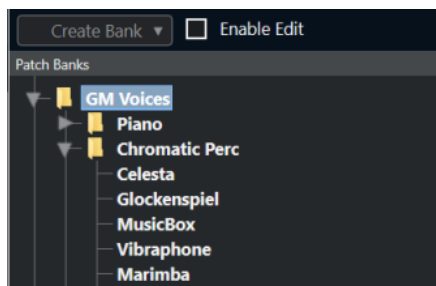 Create Bank Enable Edit
Patch Banks
GM Voices
Piano
Chromatic Perc
Celesta
Glockenspiel
MusicBox
Vibraphone
Marimba